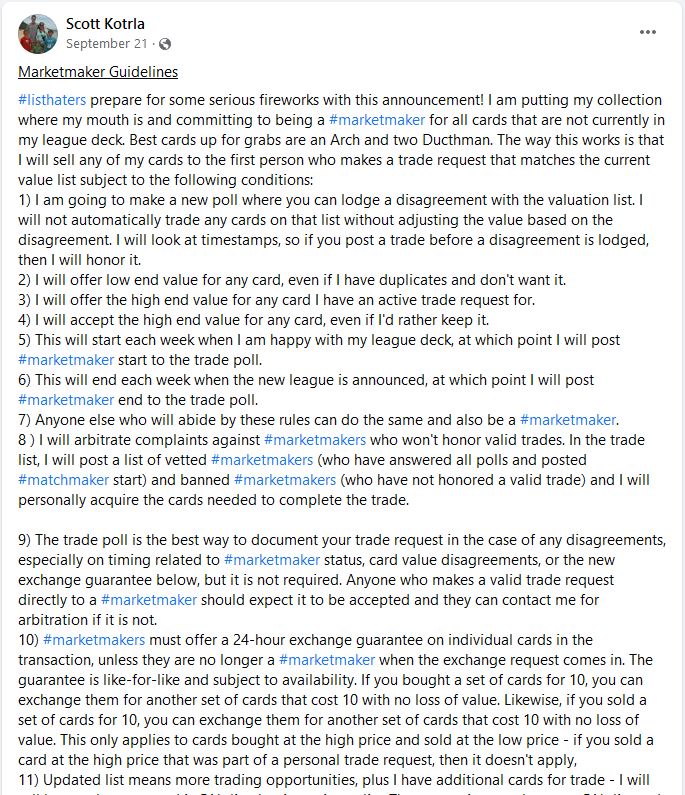 Scott Kotrla
September 21 ·
Marketmaker Guidelines
#listhaters prepare for some serious fireworks with this announcement! I am putting my collection
where my mouth is and committing to being a #marketmaker for all cards that are not currently in
my league deck. Best cards up for grabs are an Arch and two Ducthman. The way this works is that
I will sell any of my cards to the first person who makes a trade request that matches the current
value list subject to the following conditions:
1) I am going to make a new poll where you can lodge a disagreement with the valuation list. I
will not automatically trade any cards on that list without adjusting the value based on the
disagreement. I will look at timestamps, so if you post a trade before a disagreement is lodged,
then I will honor it.
2) I will offer low end value for any card, even if I have duplicates and don't want it.
3) I will offer the high end value for any card I have an active trade request for.
4) I will accept the high end value for any card, even if I'd rather keep it.
5) This will start each week when I am happy with my league deck, at which point I will post
#marketmaker start to the trade poll.
6) This will end each week when the new league is announced, at which point I will post
#marketmaker end to the trade poll.
7) Anyone else who will abide by these rules can do the same and also be a #marketmaker.
8 ) I will arbitrate complaints against #marketmakers who won't honor valid trades. In the trade
list, I will post a list of vetted #marketmakers (who have answered all polls and posted
#matchmaker start) and banned #marketmakers (who have not honored a valid trade) and I will
personally acquire the cards needed to complete the trade.
9) The trade poll is the best way to document your trade request in the case of any disagreements,
especially on timing related to #marketmaker status, card value disagreements, or the new
exchange guarantee below, but it is not required. Anyone who makes a valid trade request
directly to a #marketmaker should expect it to be accepted and they can contact me for
arbitration if it is not.
10) #marketmakers must offer a 24-hour exchange guarantee on individual cards in the
transaction, unless they are no longer a #marketmaker when the exchange request comes in. The
guarantee is like-for-like and subject to availability. If you bought a set of cards for 10, you can
exchange them for another set of cards that cost 10 with no loss of value. Likewise, if you sold a
set of cards for 10, you can exchange them for another set of cards that cost 10 with no loss of
value. This only applies to cards bought at the high price and sold at the low price - if you sold a
card at the high price that was part of a personal trade request, then it doesn't apply,
11) Updated list means more trading opportunities, plus I have additional cards for trade - I will